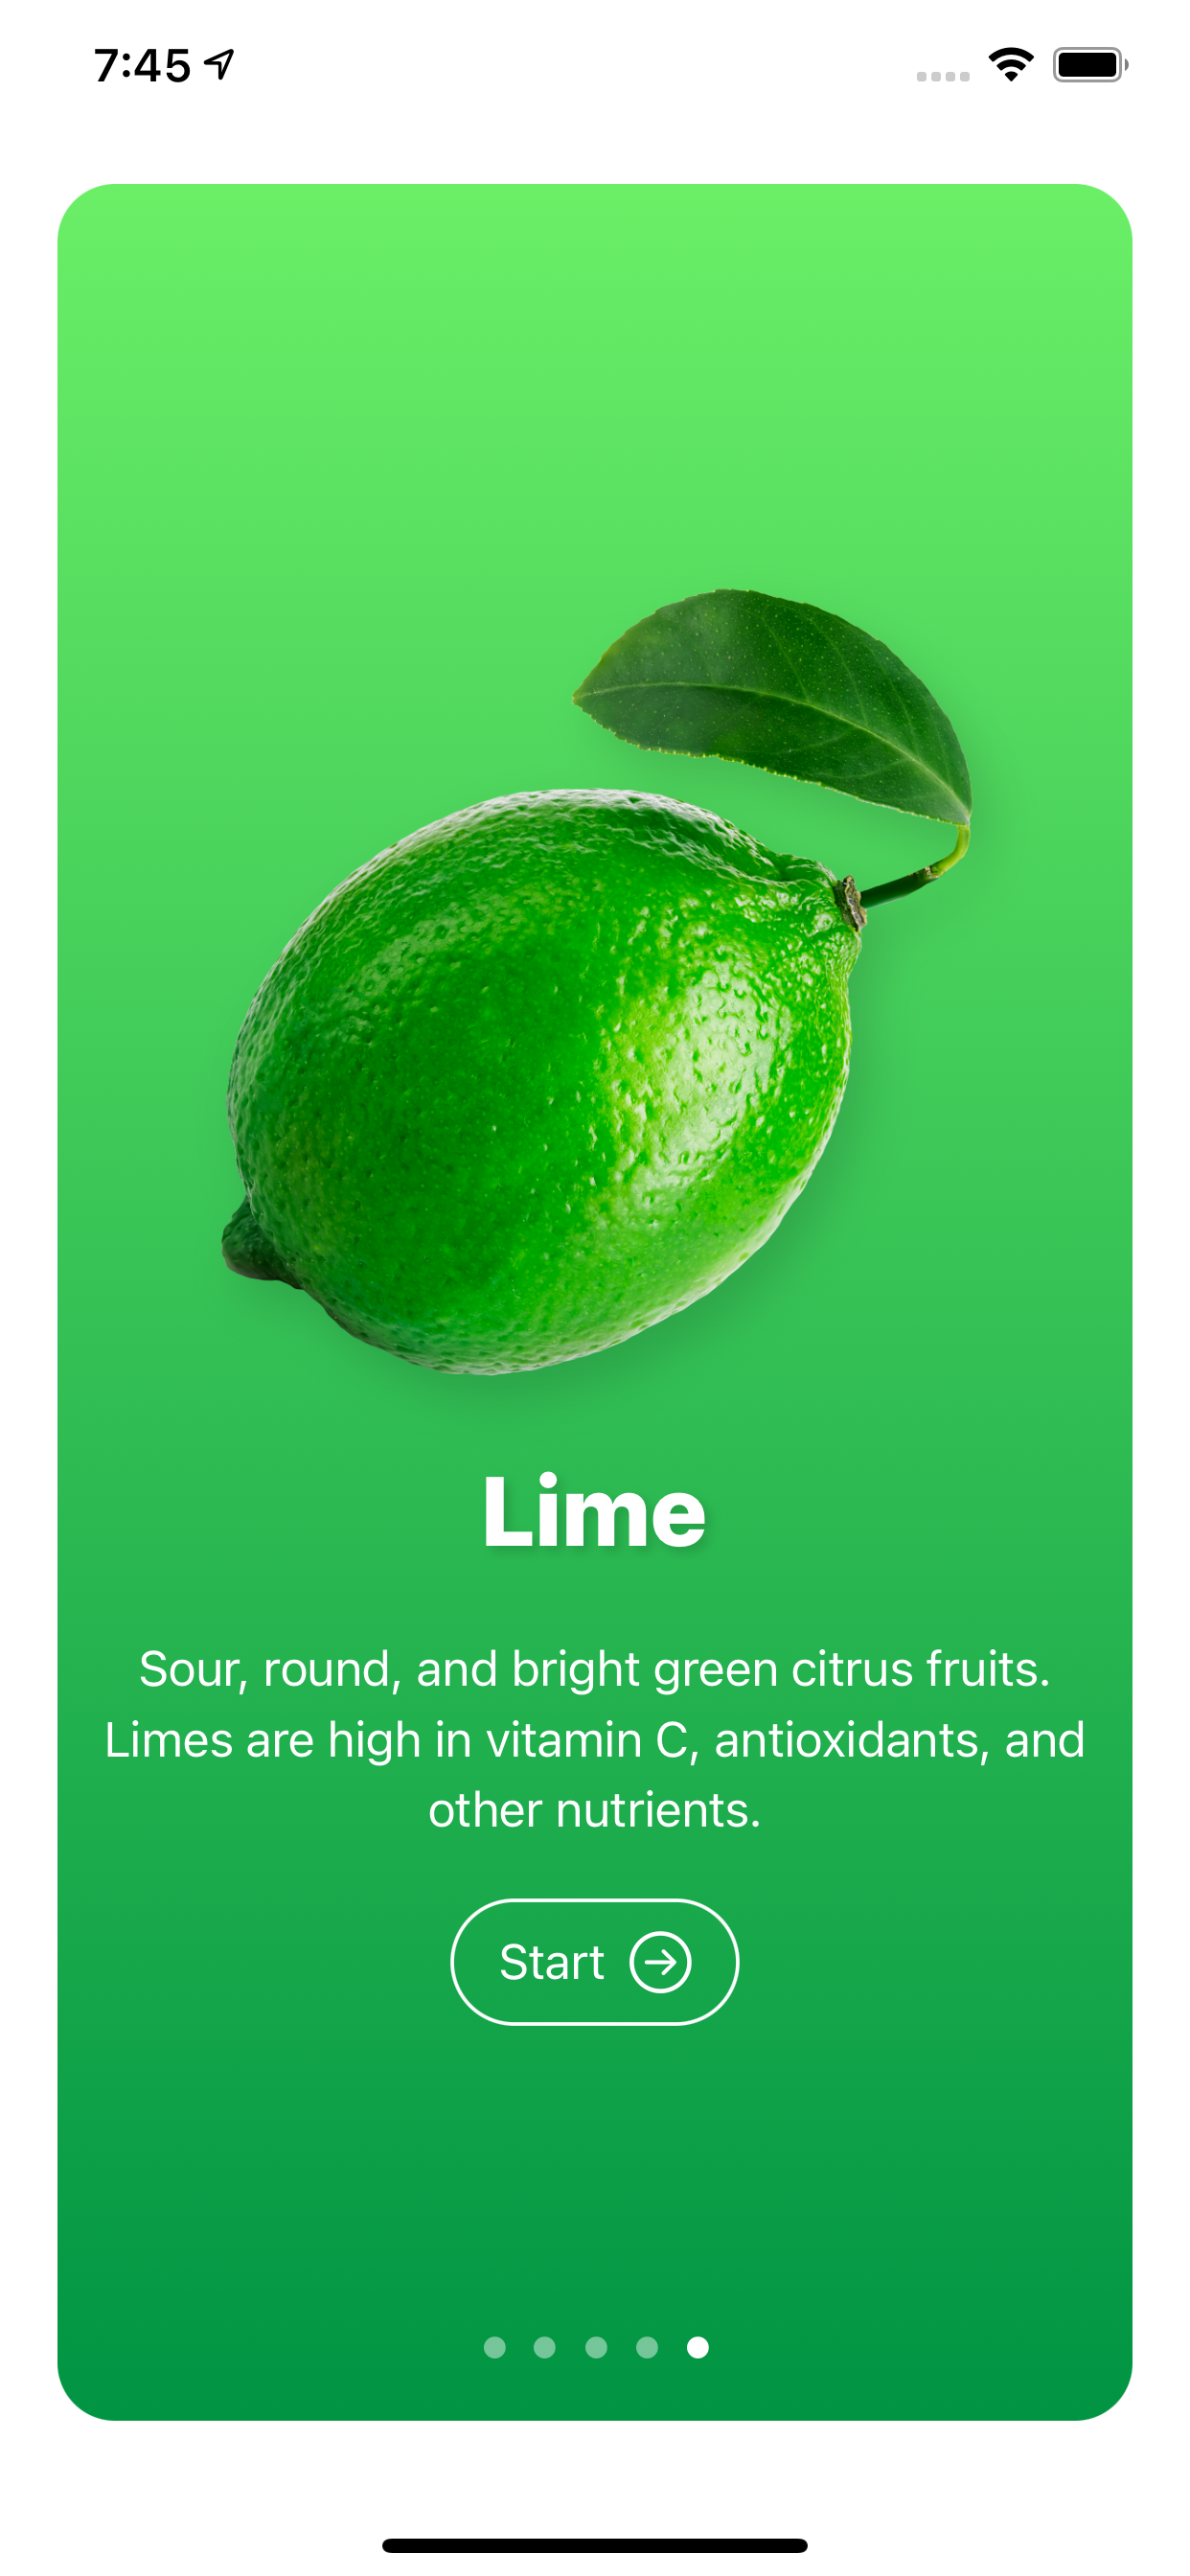 7:45
Lime
Sour, round, and bright green citrus fruits.
Limes are high in vitamin C, antioxidants, and
other nutrients.
Start